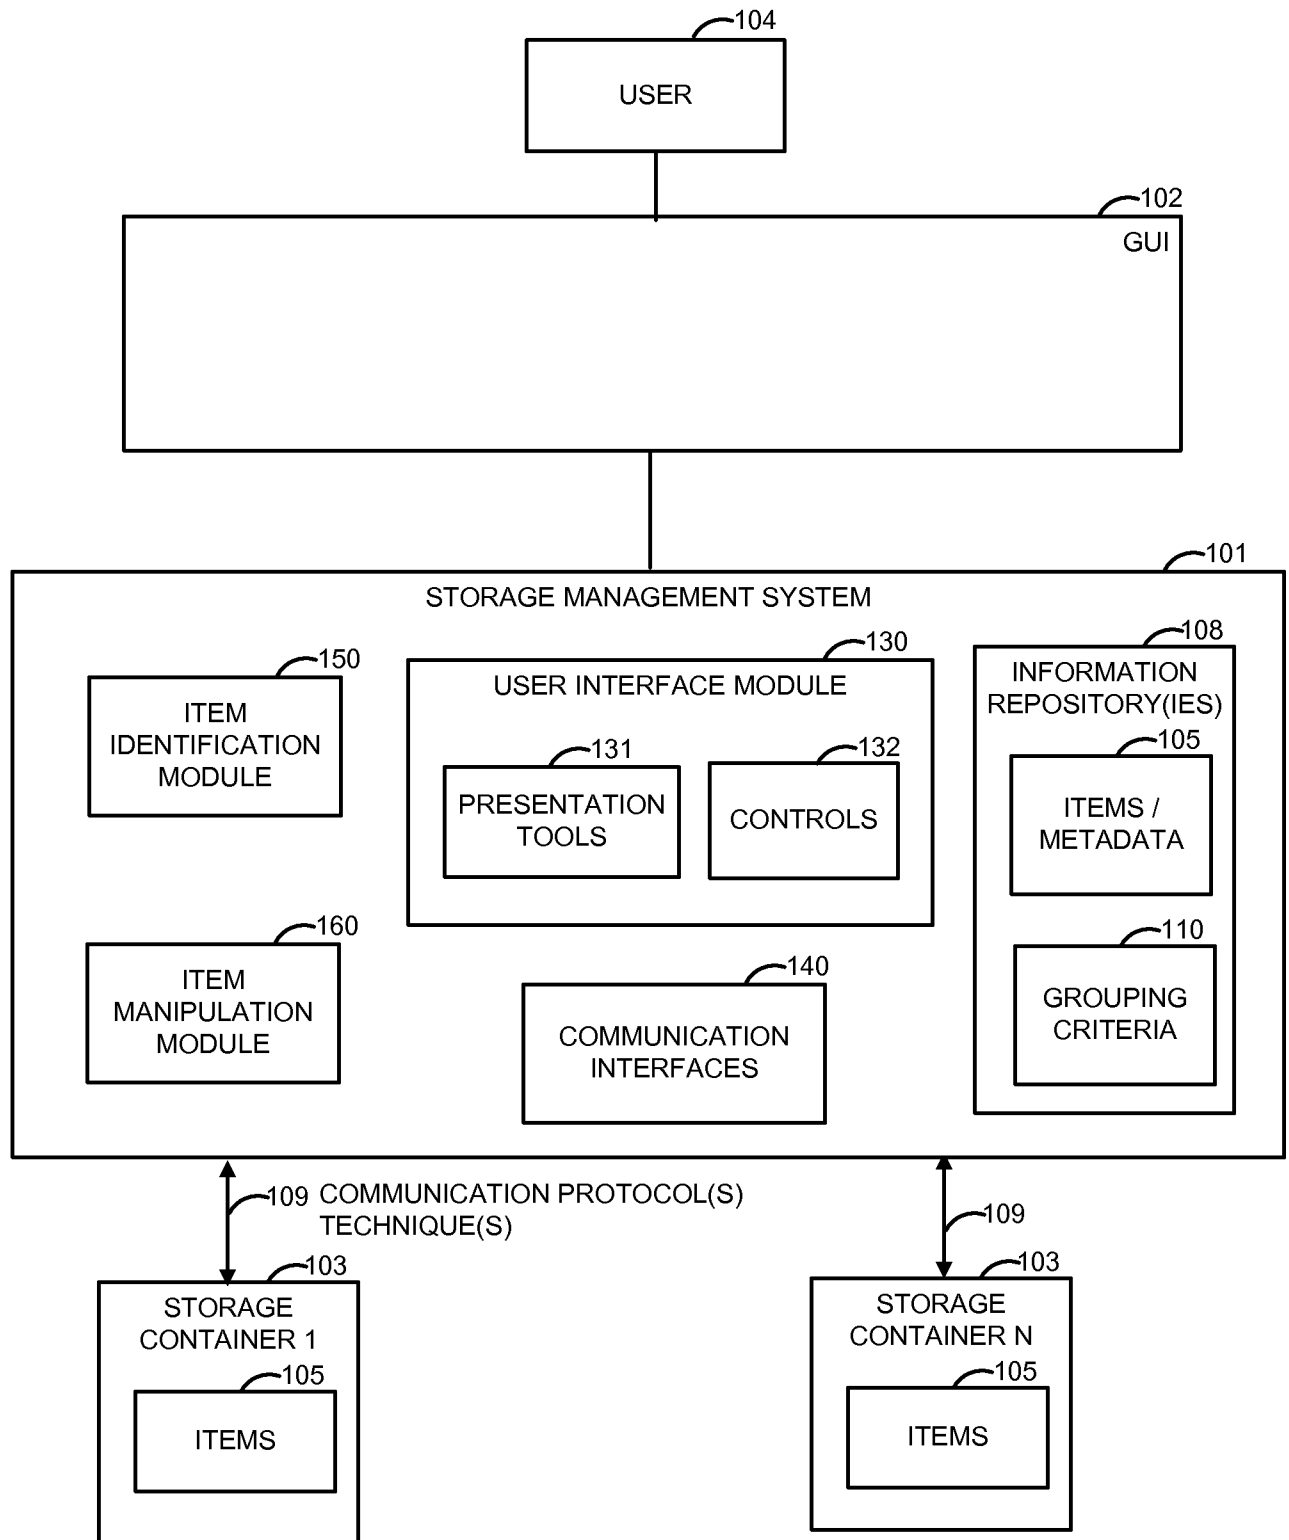 104
USER
102
GUI
101
STORAGE MANAGEMENT SYSTEM
150
ITEM
IDENTIFICATION
MODULE
130
USER INTERFACE MODULE
131
PRESENTATION
TOOLS
132
CONTROLS
108
INFORMATION
REPOSITORY(IES)
105
ITEMS /
METADATA
160
ITEM
MANIPULATION
MODULE
140
COMMUNICATION
INTERFACES
110
GROUPING
CRITERIA
109 COMMUNICATION PROTOCOL(S)
TECHNIQUE(S)
109
103
STORAGE
CONTAINER 1
105
ITEMS
103
STORAGE
CONTAINER N
105
ITEMS